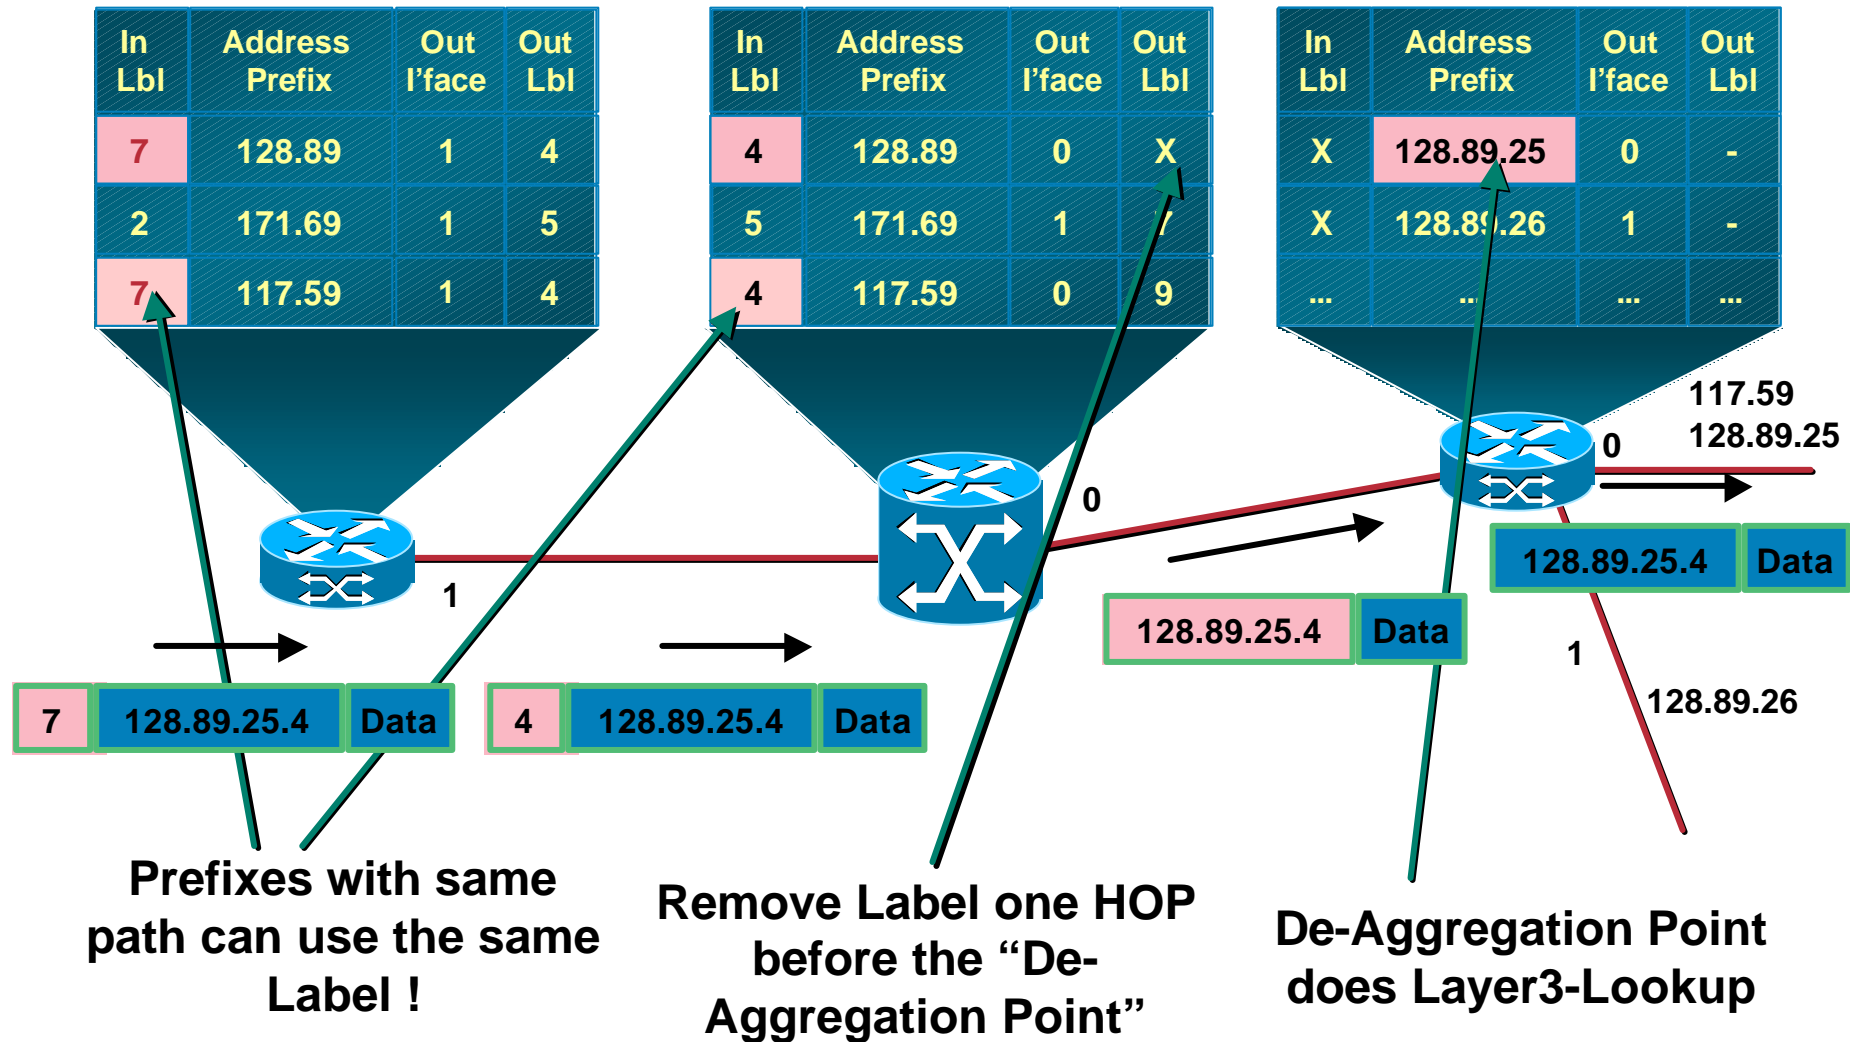 In Lbl Address Prefix Out I'face Out Lbl
7 128.89 1 4
2 171.69 1 5
7 117.59 1 4
In Lbl Address Prefix Out I'face Out Lbl
4 128.89 0 X
5 171.69 1 7
4 117.59 0 9
In Lbl Address Prefix Out I'face Out Lbl
X 128.89.25 0 -
X 128.89.26 1 -
... ... ... ...
117.59
128.89.25
0
0
1
1
128.89.26
7 128.89.25.4 Data
4 128.89.25.4 Data
128.89.25.4 Data
128.89.25.4 Data
Prefixes with same
path can use the same
Label !
Remove Label one HOP
before the “De-
Aggregation Point”
De-Aggregation Point
does Layer3-Lookup